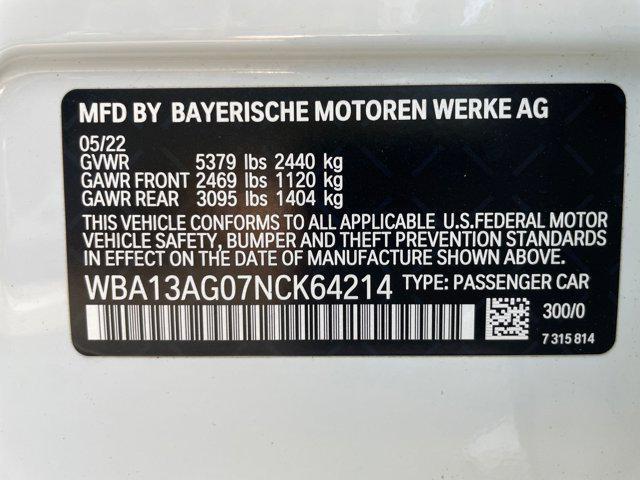 MFD BY BAYERISCHE MOTOREN WERKE AG
05/22
GVWR 5379 lbs 2440 kg
GAWR FRONT 2469 lbs 1120 kg
GAWR REAR 3095 lbs 1404 kg
THIS VEHICLE CONFORMS TO ALL APPLICABLE U.S.FEDERAL MOTOR
VEHICLE SAFETY, BUMPER AND THEFT PREVENTION STANDARDS
IN EFFECT ON THE DATE OF MANUFACTURE SHOWN ABOVE.
WBA13AG07NCK64214 TYPE: PASSENGER CAR
300/0
7 315 814